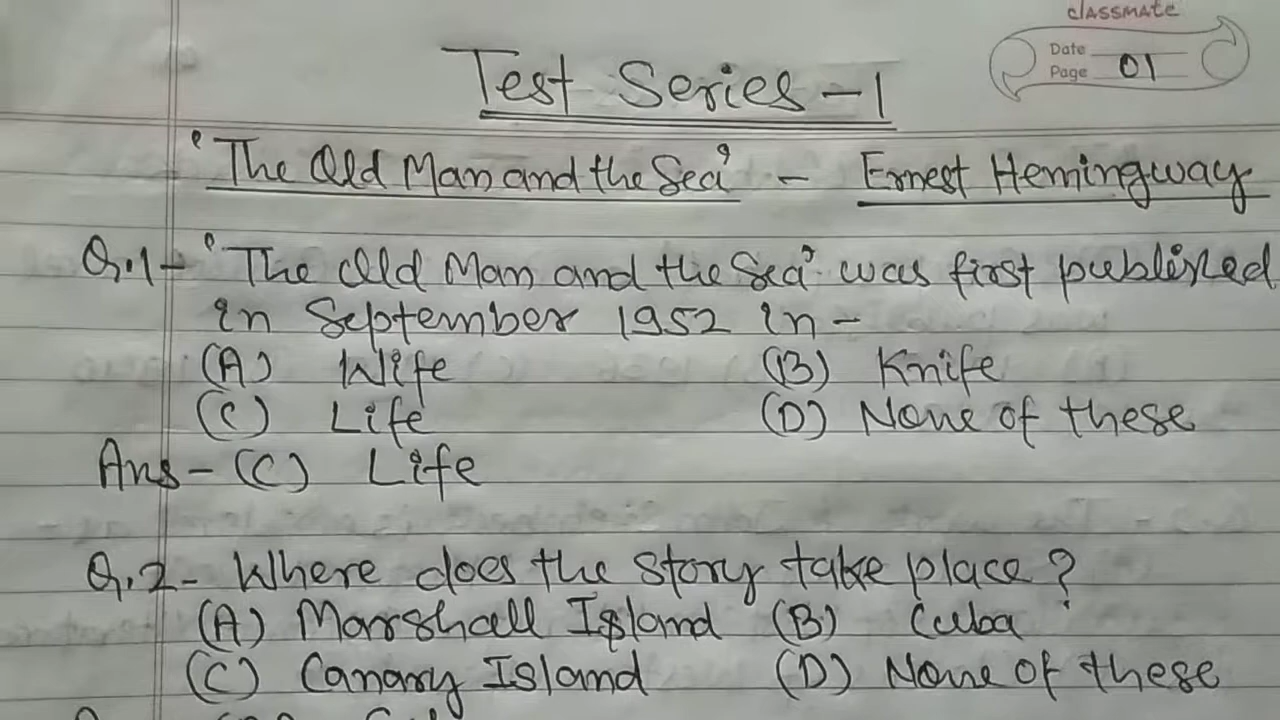 classmate
Date
Page 01
Test Series - 1
'The Old Man and the Sea' - Ernest Hemingway
Q.1 - 'The Old Man and the Sea' was first published
in September 1952 in -
(A) Wife (B) Knife
(C) Life (D) None of these
Ans - (C) Life
Q.2 - Where does the story take place ?
(A) Marshall Island (B) Cuba
(C) Canary Island (D) None of these